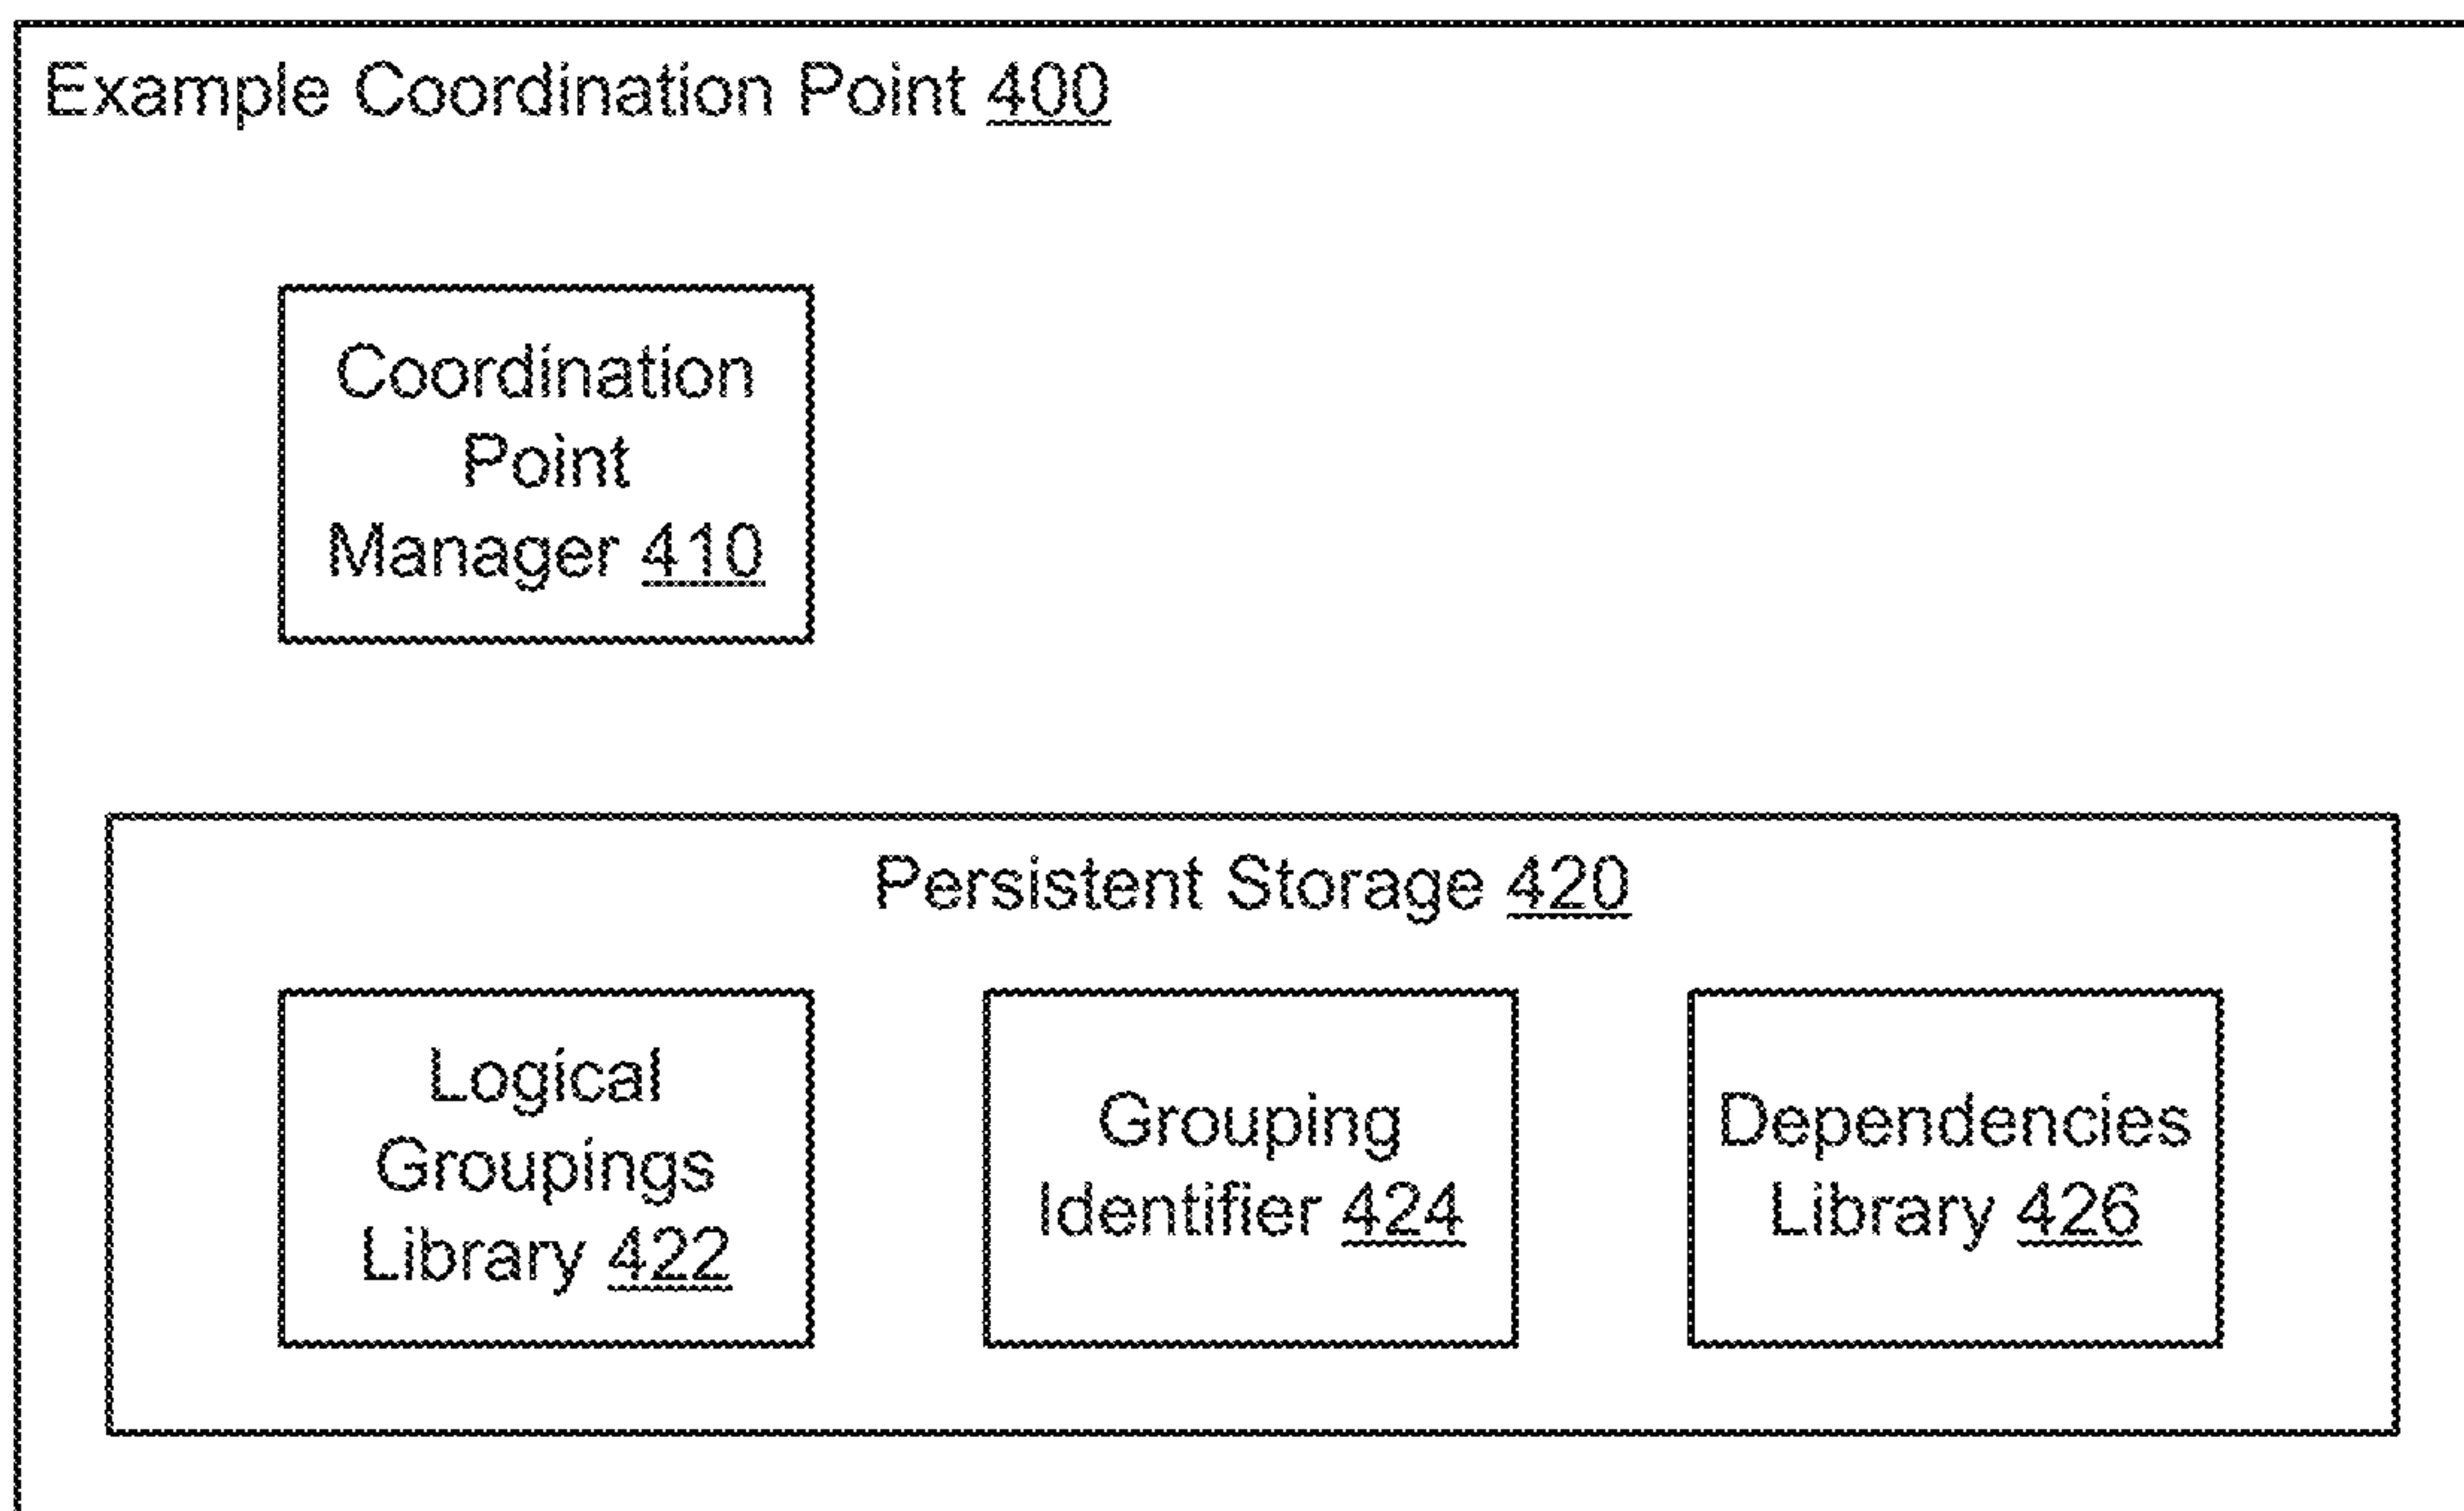 Example Coordination Point 400
Coordination
Point
Manager 410
Persistent Storage 420
Logical
Groupings
Library 422
Grouping
Identifier 424
Dependencies
Library 426